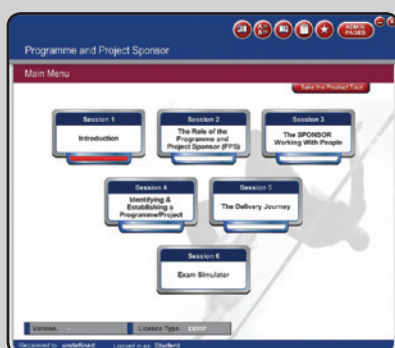 ADMIN
PAGES
Programme and Project Sponsor
Main Menu
Take the Product Tour
Session 1
Introduction
Session 2
The Role of the
Programme and
Project Sponsor (PPS)
Session 3
The SPONSOR
Working With People
Session 4
Identifying &
Establishing a
Programme/Project
Session 5
The Delivery Journey
Session 6
Exam Simulator
Version. -
Licence Type.
Registered to undefined Logged in as Student